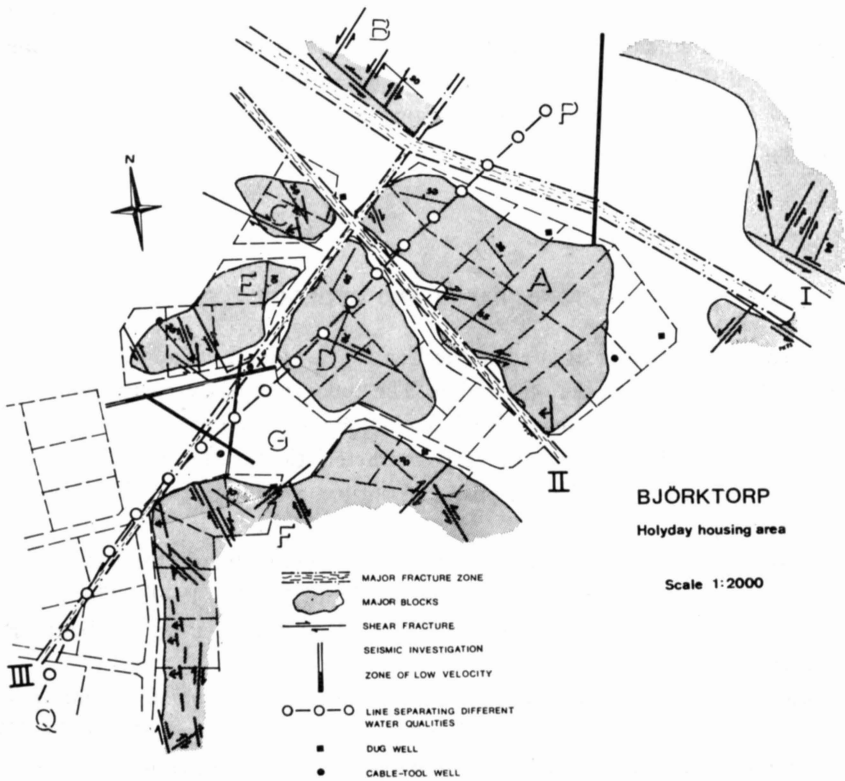 B
P
N
C
A
E
I
D
X
G
II
F
III
Q
BJÖRKTORP
Holyday housing area
Scale 1:2000
MAJOR FRACTURE ZONE
MAJOR BLOCKS
SHEAR FRACTURE
SEISMIC INVESTIGATION
ZONE OF LOW VELOCITY
LINE SEPARATING DIFFERENT
WATER QUALITIES
DUG WELL
CABLE-TOOL WELL